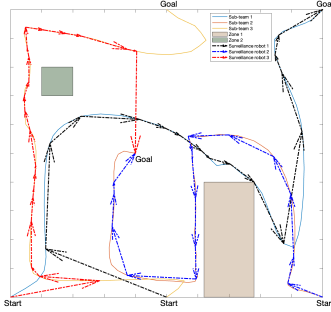 Goal
Goal
Sub-team 1
Sub-team 2
Sub-team 3
Zone 1
Zone 2
Surveillance robot 1
Surveillance robot 2
Surveillance robot 3
Goal
Start
Start
Start